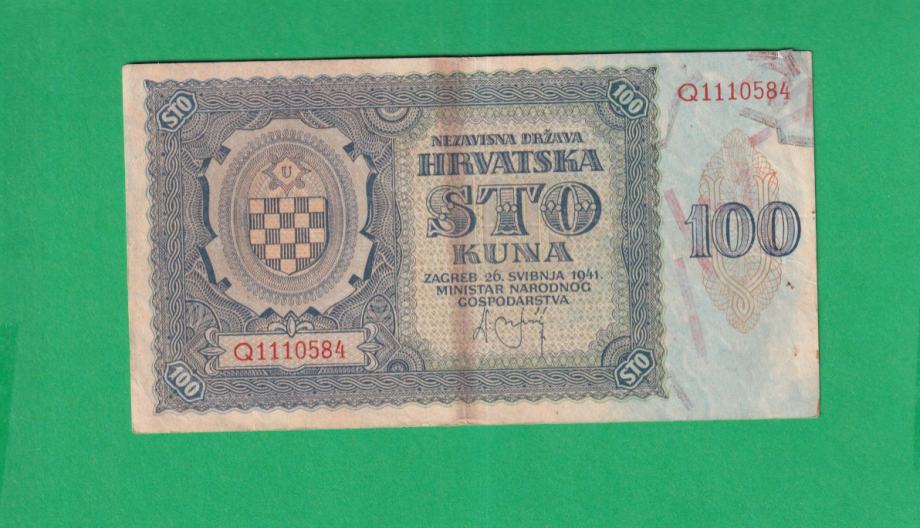 STO
100
Q1110584
U
NEZAVISNA DRŽAVA
HRVATSKA
STO
KUNA
ZAGREB 26. SVIBNJA 1941.
MINISTAR NARODNOG
GOSPODARSTVA
100
Q1110584
100
STO